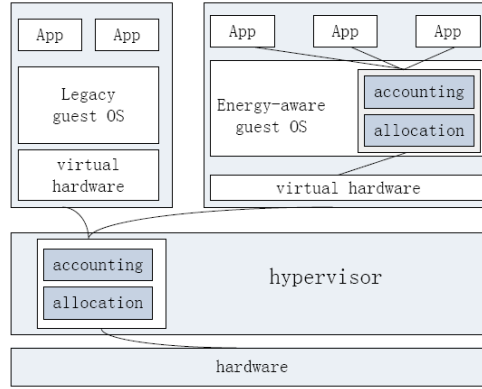 App
App
Legacy
guest OS
virtual
hardware
App
App
App
Energy-aware
guest OS
accounting
allocation
virtual hardware
accounting
allocation
hypervisor
hardware